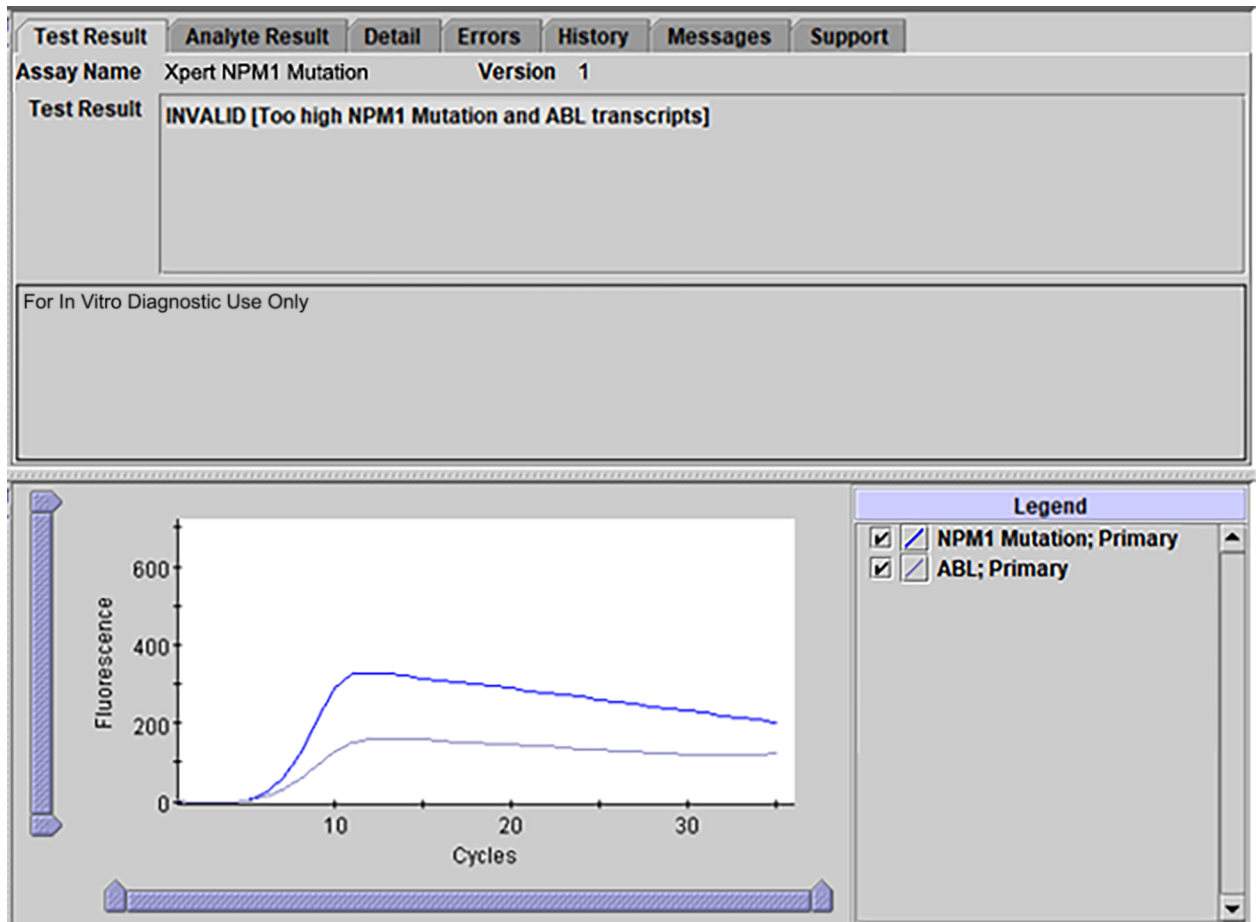 Test Result Analyte Result Detail Errors History Messages Support
Assay Name Xpert NPM1 Mutation Version 1
Test Result INVALID [Too high NPM1 Mutation and ABL transcripts]
For In Vitro Diagnostic Use Only
Legend
NPM1 Mutation; Primary
ABL; Primary
600
400
200
0
Fluorescence
10 20 30
Cycles